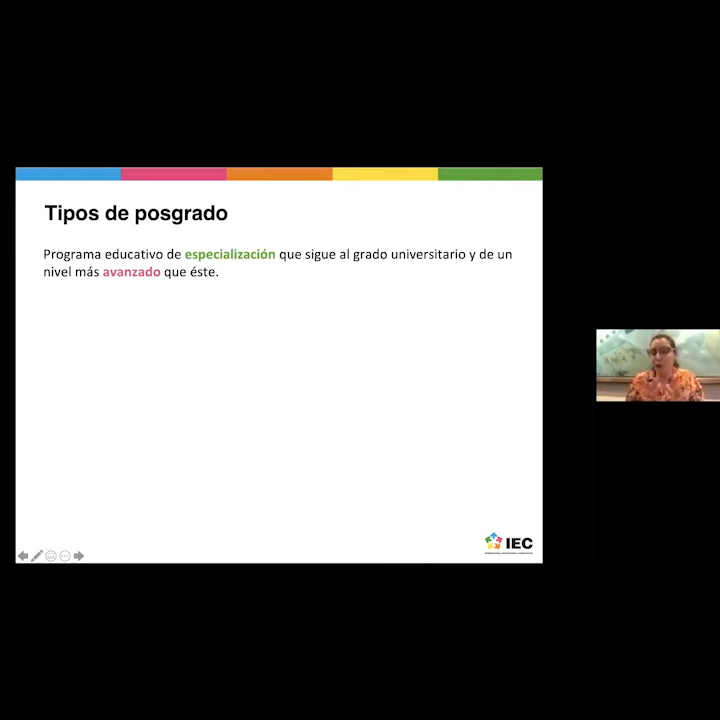 Tipos de posgrado
Programa educativo de especialización que sigue al grado universitario y de un
nivel más avanzado que éste.
IEC